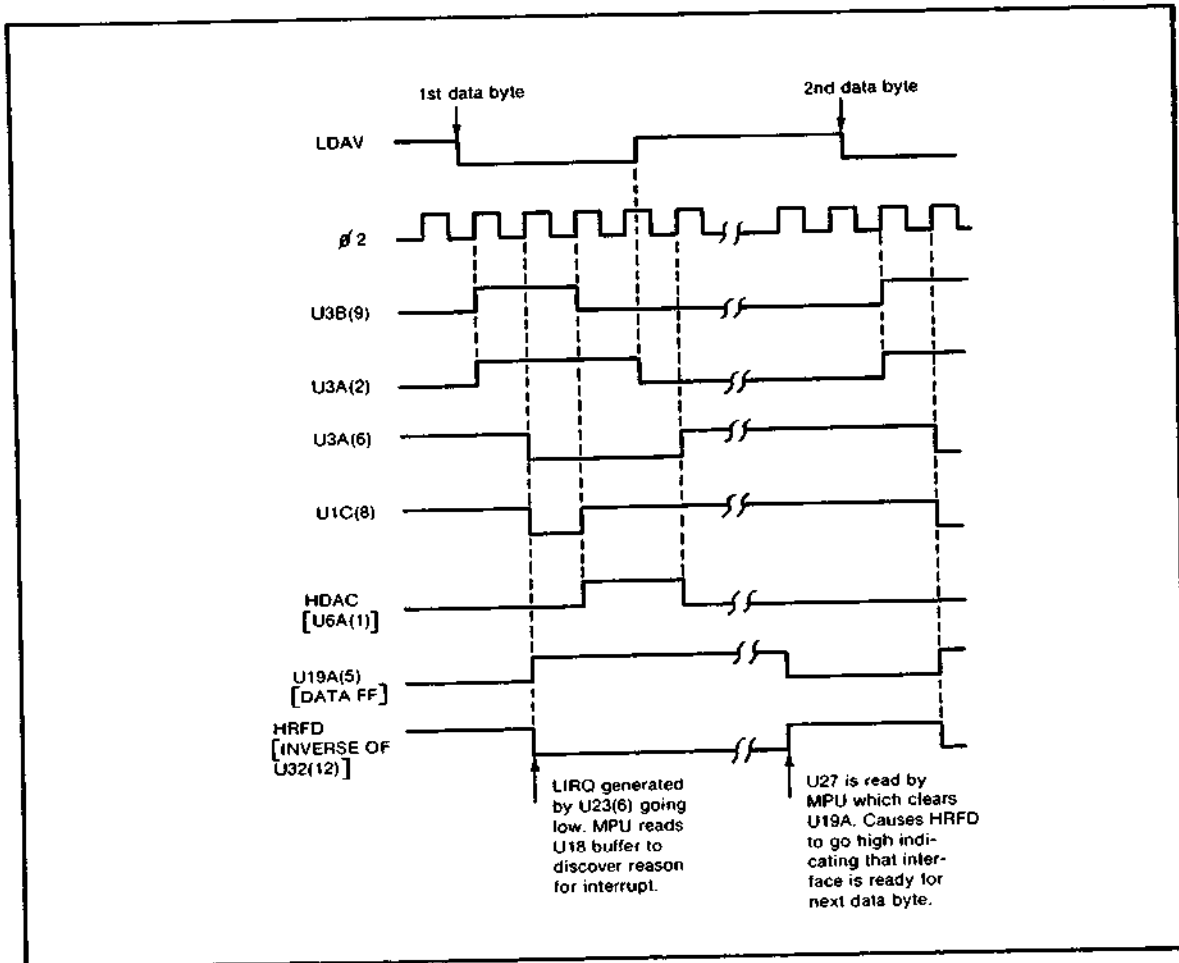 1st data byte
2nd data byte
LDAV
ø2
U3B(9)
U3A(2)
U3A(6)
U1C(8)
HDAC
[U6A(1)]
U19A(5)
[DATA FF]
HRFD
[INVERSE OF
U32(12)]
LIRQ generated
by U23(6) going
low. MPU reads
U18 buffer to
discover reason
for interrupt.
U27 is read by
MPU which clears
U19A. Causes HRFD
to go high indi-
cating that inter-
face is ready for
next data byte.